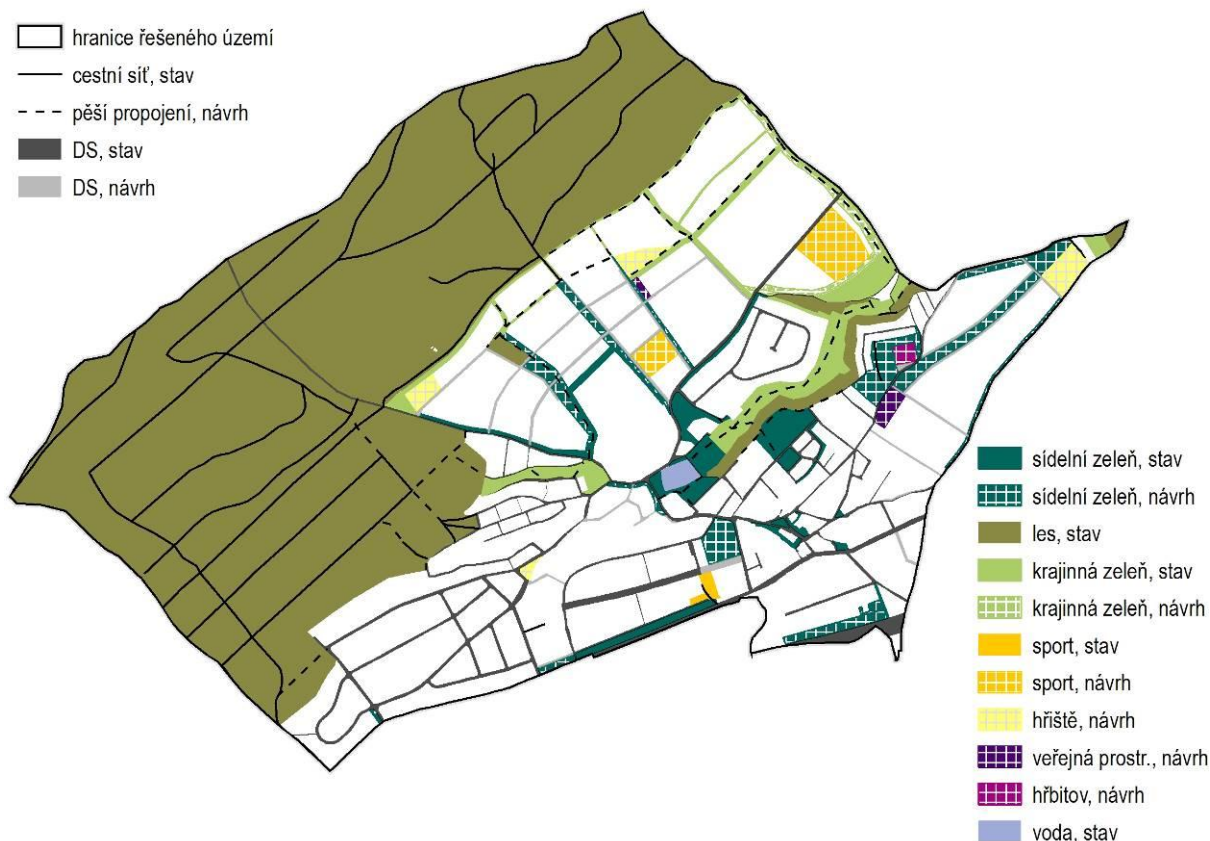 hranice řešeného území
cestní síť, stav
pěší propojení, návrh
DS, stav
DS, návrh
sídelní zeleň, stav
sídelní zeleň, návrh
les, stav
krajinná zeleň, stav
krajinná zeleň, návrh
sport, stav
sport, návrh
hřiště, návrh
veřejná prostr., návrh
hřbitov, návrh
voda, stav